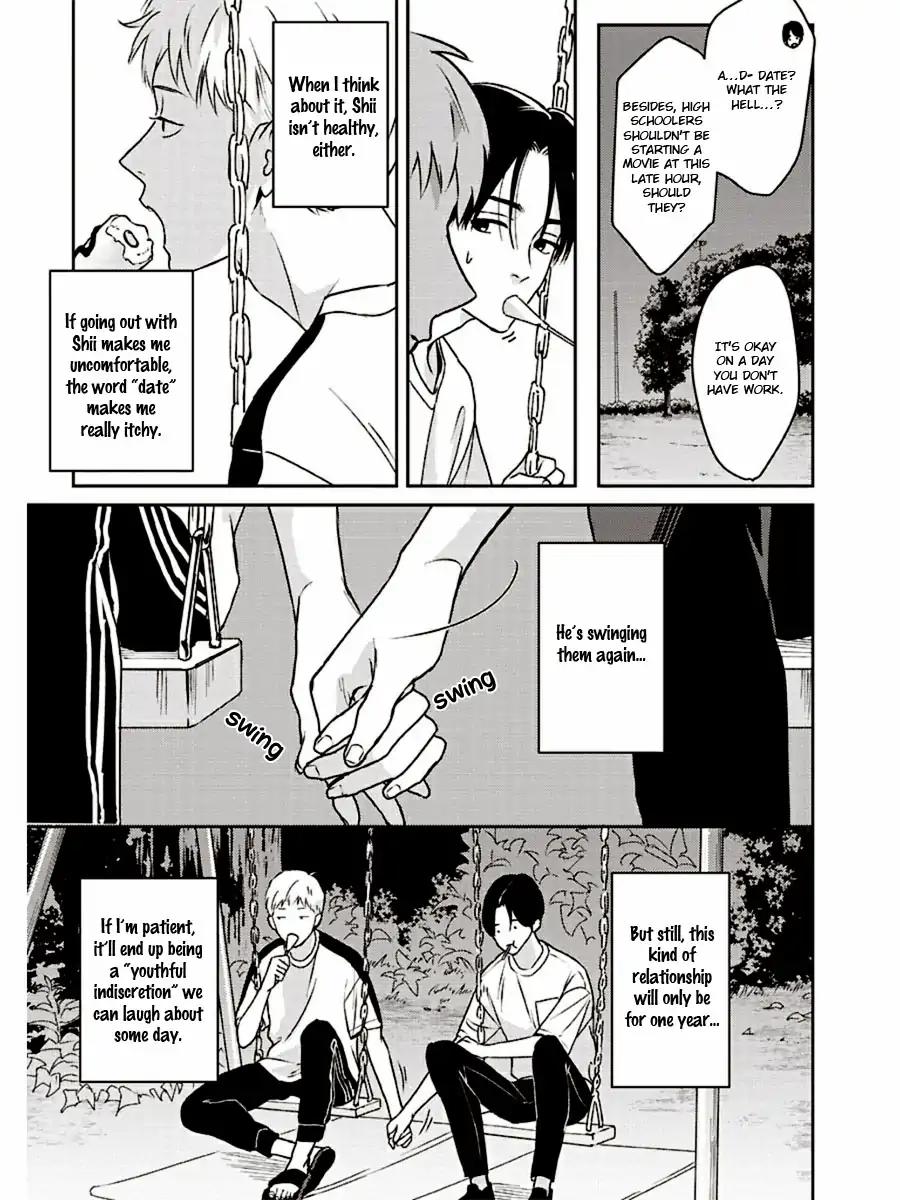 A...D- DATE?
WHAT THE
HELL...?
BESIDES, HIGH
SCHOOLERS
SHOULDN'T BE
STARTING A
MOVIE AT THIS
LATE HOUR,
SHOULD
THEY?
IT'S OKAY
ON A DAY
YOU DON'T
HAVE WORK.
When I think
about it, Shii
isn't healthy,
either.
If going out with
Shii makes me
uncomfortable,
the word "date"
makes me
really itchy.
He's swinging
them again...
swing
swing
But still, this
kind of
relationship
will only be
for one year...
If I'm patient,
it'll end up being
a "youthful
indiscretion" we
can laugh about
some day.